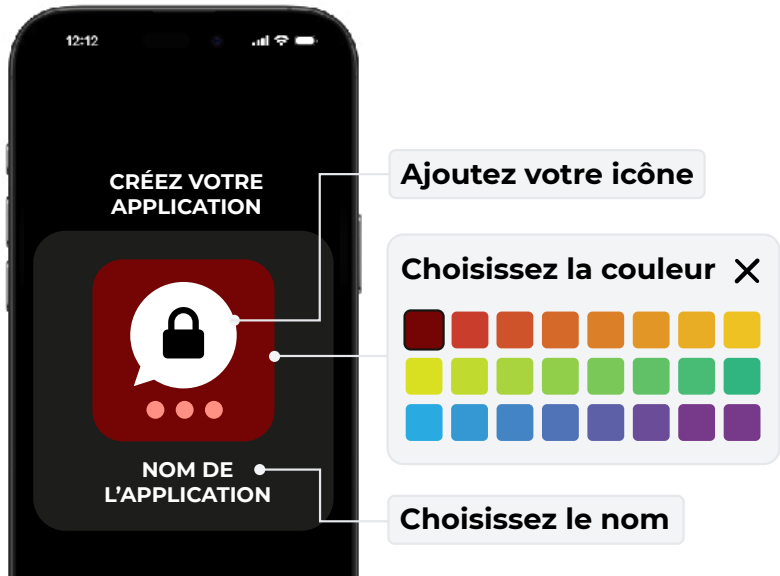 12:12
CRÉEZ VOTRE
APPLICATION
Ajoutez votre icône
Choisissez la couleur
NOM DE
L’APPLICATION
Choisissez le nom